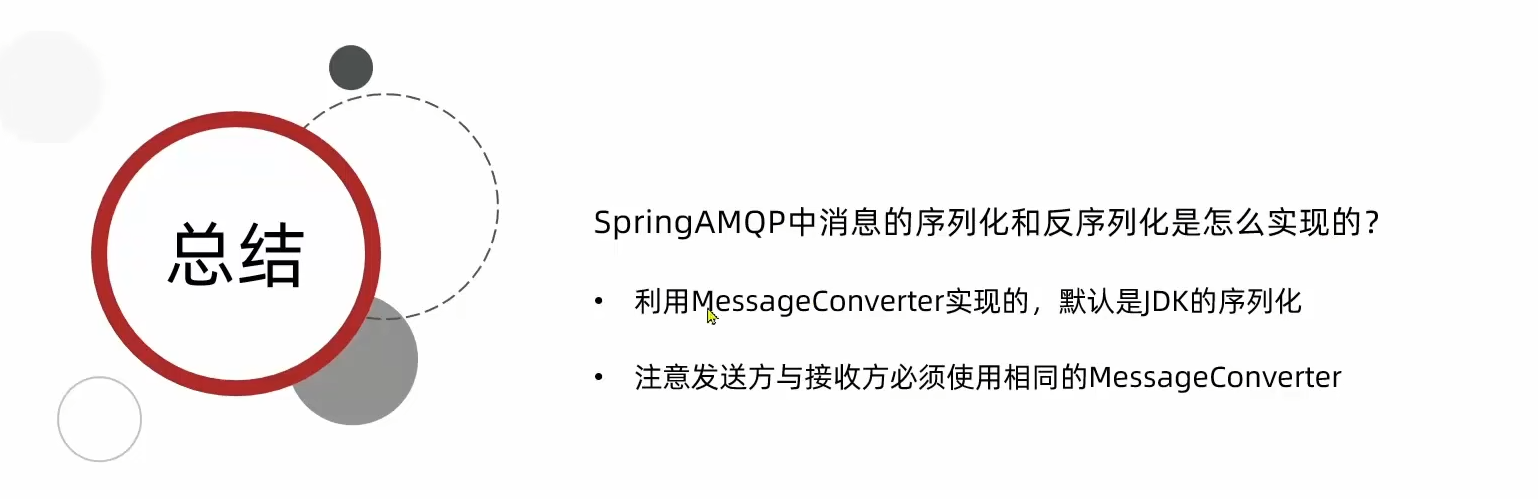 总结
SpringAMQP中消息的序列化和反序列化是怎么实现的?
• 利用MessageConverter实现的，默认是JDK的序列化
• 注意发送方与接收方必须使用相同的MessageConverter